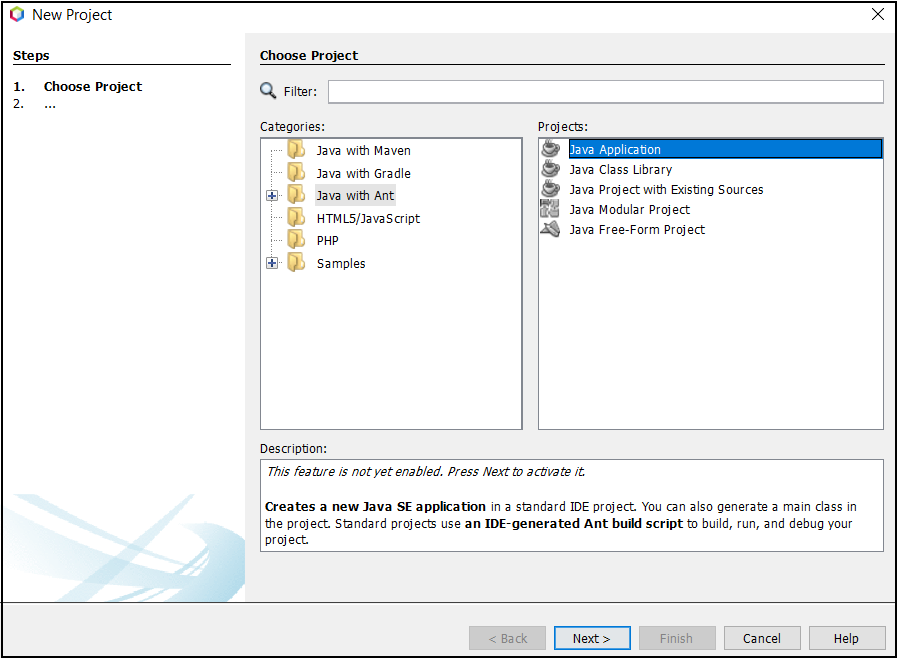 New Project
Steps
1. Choose Project
2. ...
Choose Project
Filter:
Categories:
Java with Maven
Java with Gradle
Java with Ant
HTML5/JavaScript
PHP
Samples
Projects:
Java Application
Java Class Library
Java Project with Existing Sources
Java Modular Project
Java Free-Form Project
Description:
This feature is not yet enabled. Press Next to activate it.
Creates a new Java SE application in a standard IDE project. You can also generate a main class in
the project. Standard projects use an IDE-generated Ant build script to build, run, and debug your
project.
< Back
Next >
Finish
Cancel
Help